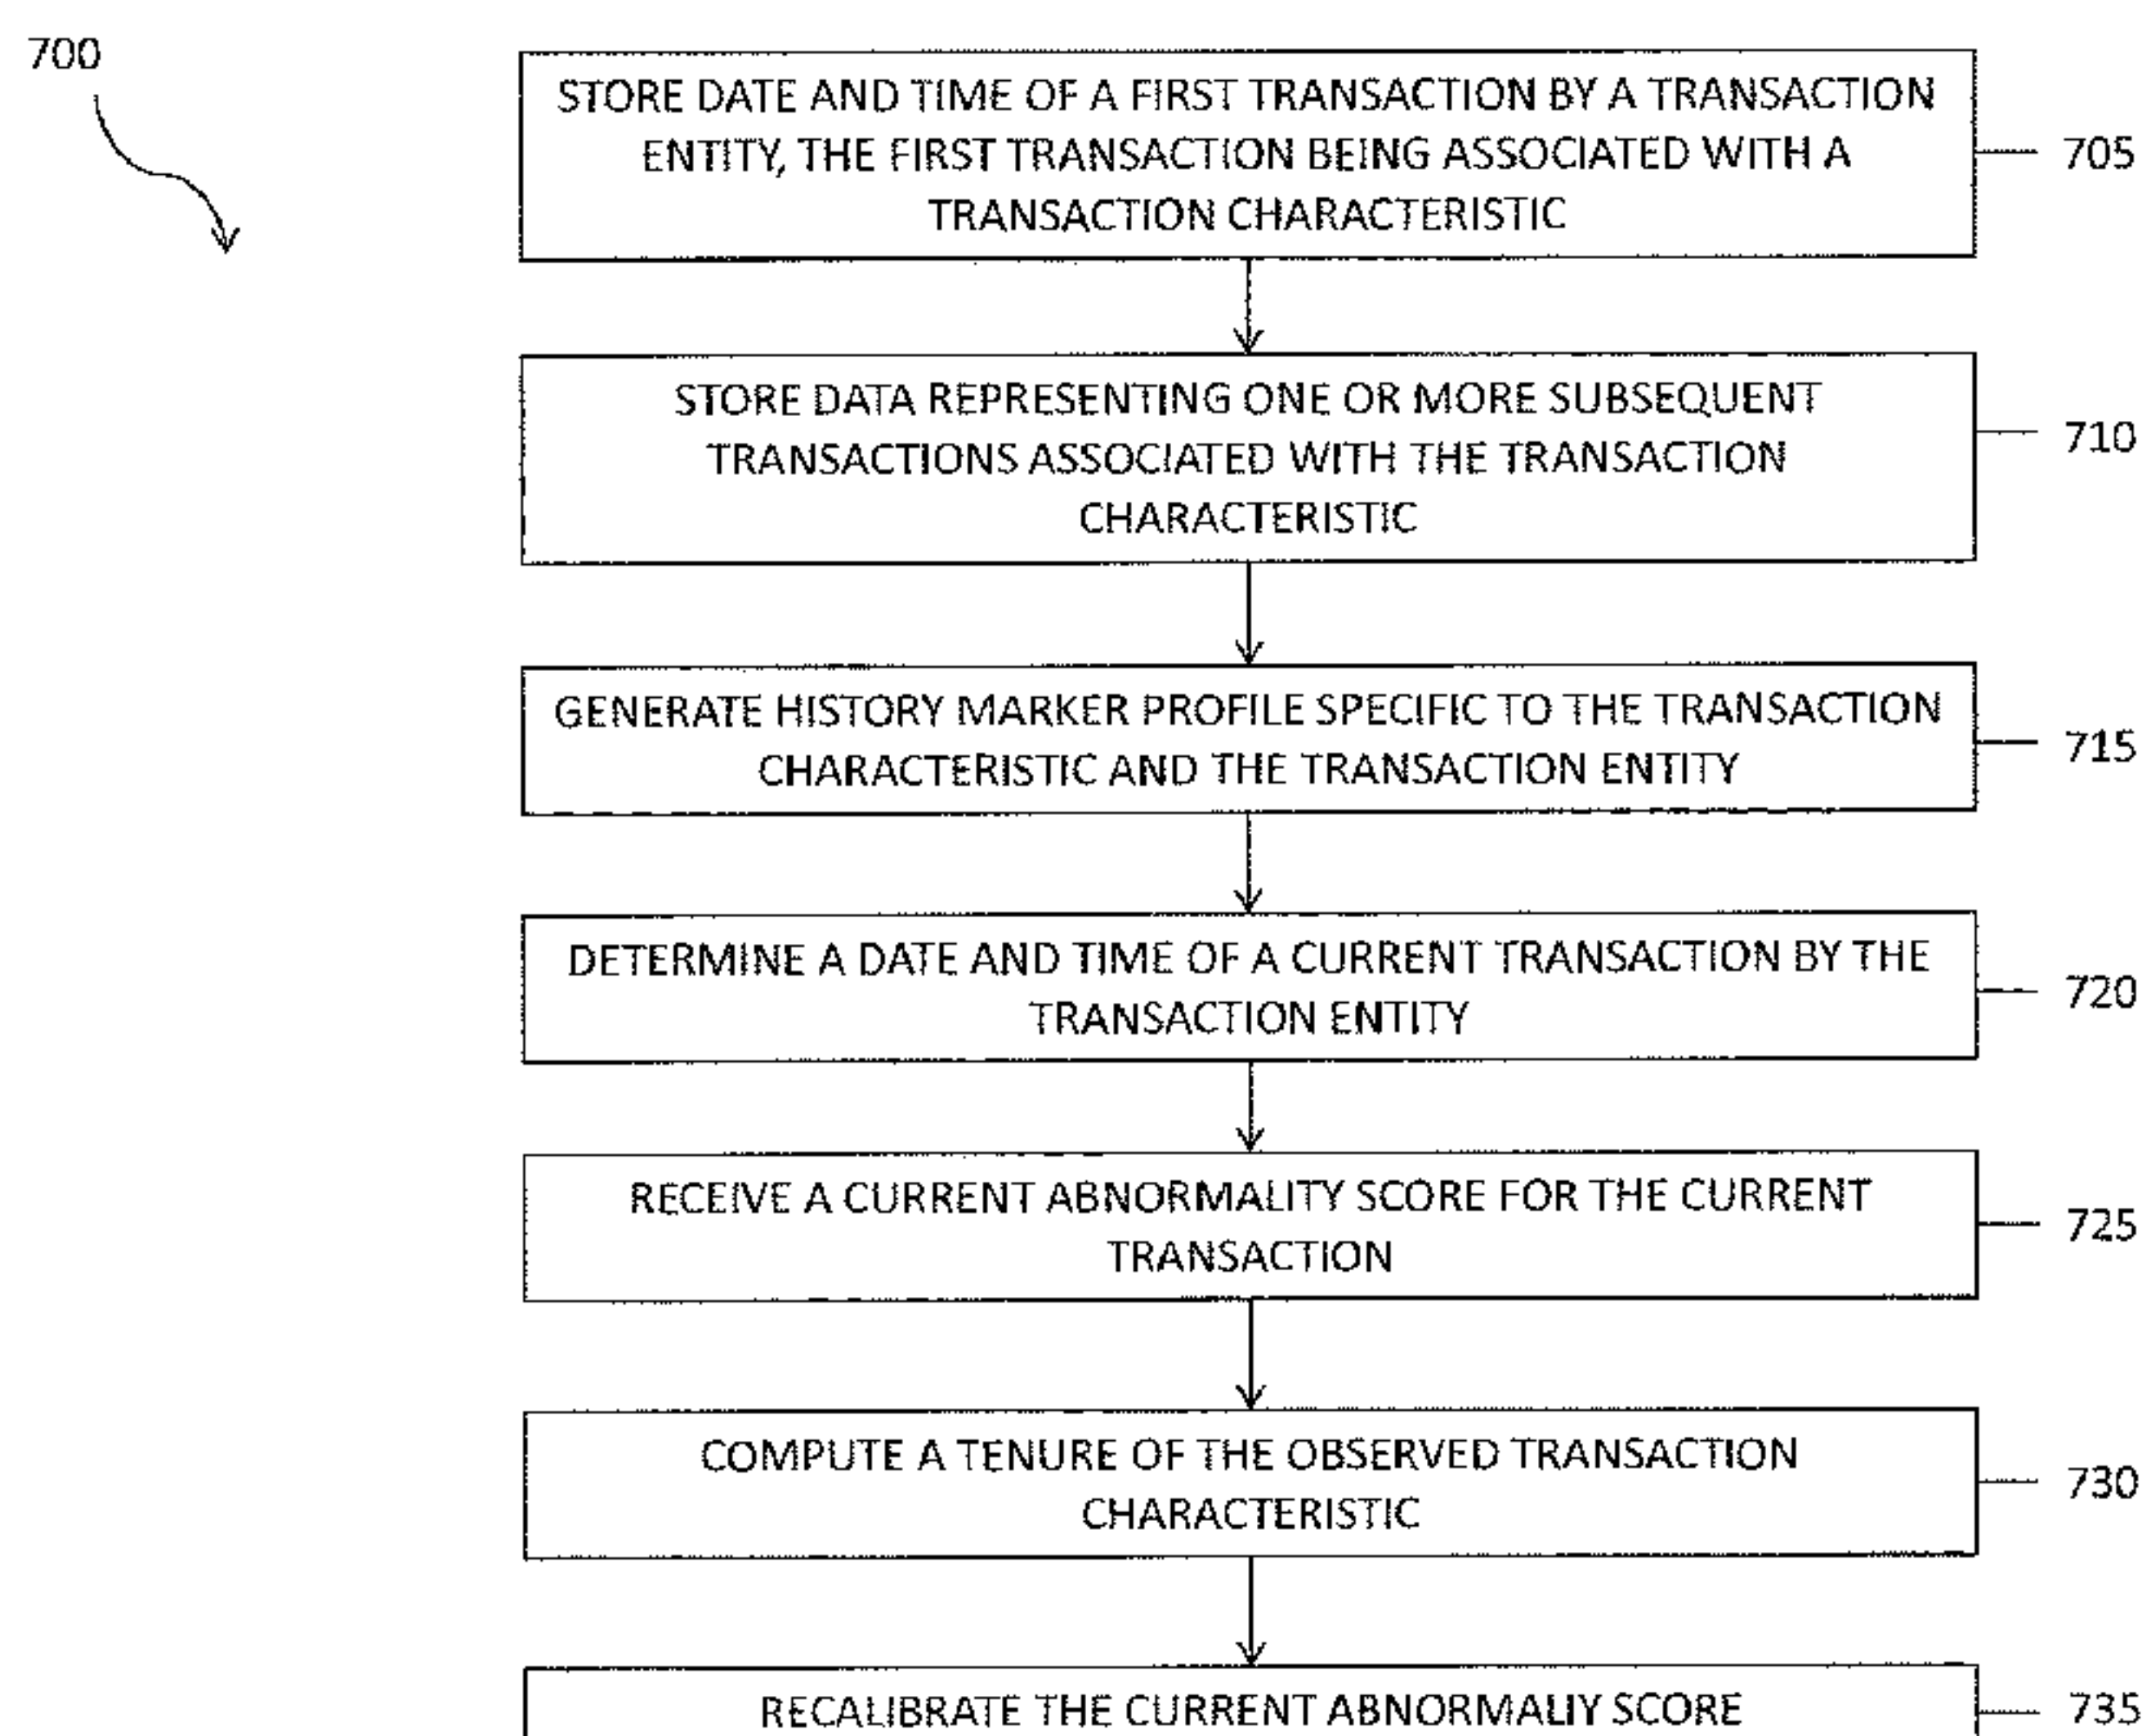 700
STORE DATE AND TIME OF A FIRST TRANSACTION BY A TRANSACTION
ENTITY, THE FIRST TRANSACTION BEING ASSOCIATED WITH A
TRANSACTION CHARACTERISTIC
705
STORE DATA REPRESENTING ONE OR MORE SUBSEQUENT
TRANSACTIONS ASSOCIATED WITH THE TRANSACTION
CHARACTERISTIC
710
GENERATE HISTORY MARKER PROFILE SPECIFIC TO THE TRANSACTION
CHARACTERISTIC AND THE TRANSACTION ENTITY
715
DETERMINE A DATE AND TIME OF A CURRENT TRANSACTION BY THE
TRANSACTION ENTITY
720
RECEIVE A CURRENT ABNORMALITY SCORE FOR THE CURRENT
TRANSACTION
725
COMPUTE A TENURE OF THE OBSERVED TRANSACTION
CHARACTERISTIC
730
RECALIBRATE THE CURRENT ABNORMALIY SCORE
735